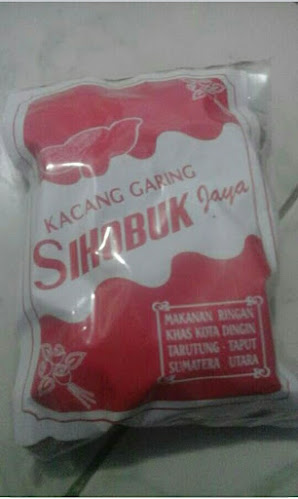 KACANG GARING
SIHOBUK Jaya
MAKANAN RINGAN
KHAS KOTA DINGIN
TARUTUNG - TAPUT
SUMATERA UTARA